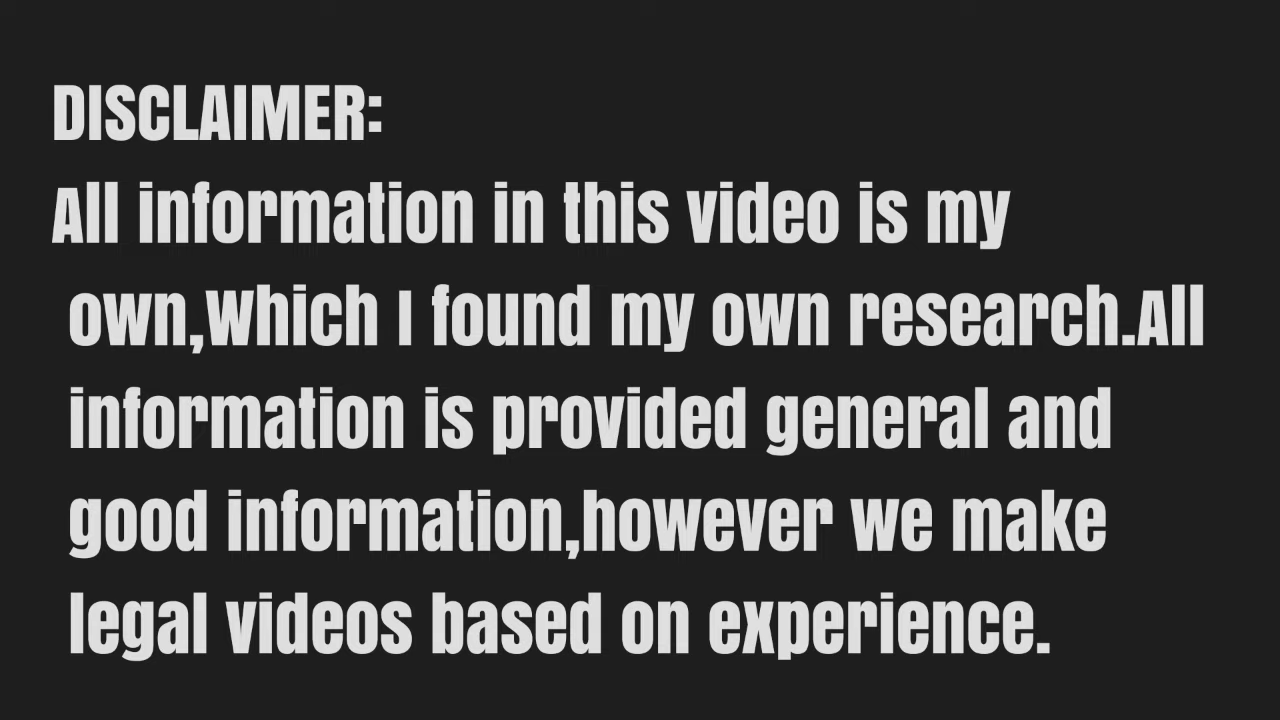 DISCLAIMER:
All information in this video is my
own,Which I found my own research.All
information is provided general and
good information,however we make
legal videos based on experience.